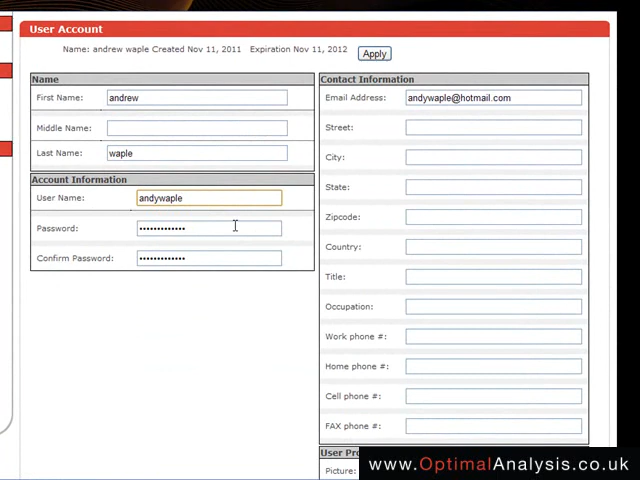 User Account
Name: andrew waple Created Nov 11, 2011 Expiration Nov 11, 2012 Apply
Name
First Name: andrew
Middle Name:
Last Name: waple
Account Information
User Name: andywaple
Password: •••••••••••••
Confirm Password: •••••••••••••
Contact Information
Email Address: andywaple@hotmail.com
Street:
City:
State:
Zipcode:
Country:
Title:
Occupation:
Work phone #:
Home phone #:
Cell phone #:
FAX phone #:
User Pro
Picture:
www.OptimalAnalysis.co.uk